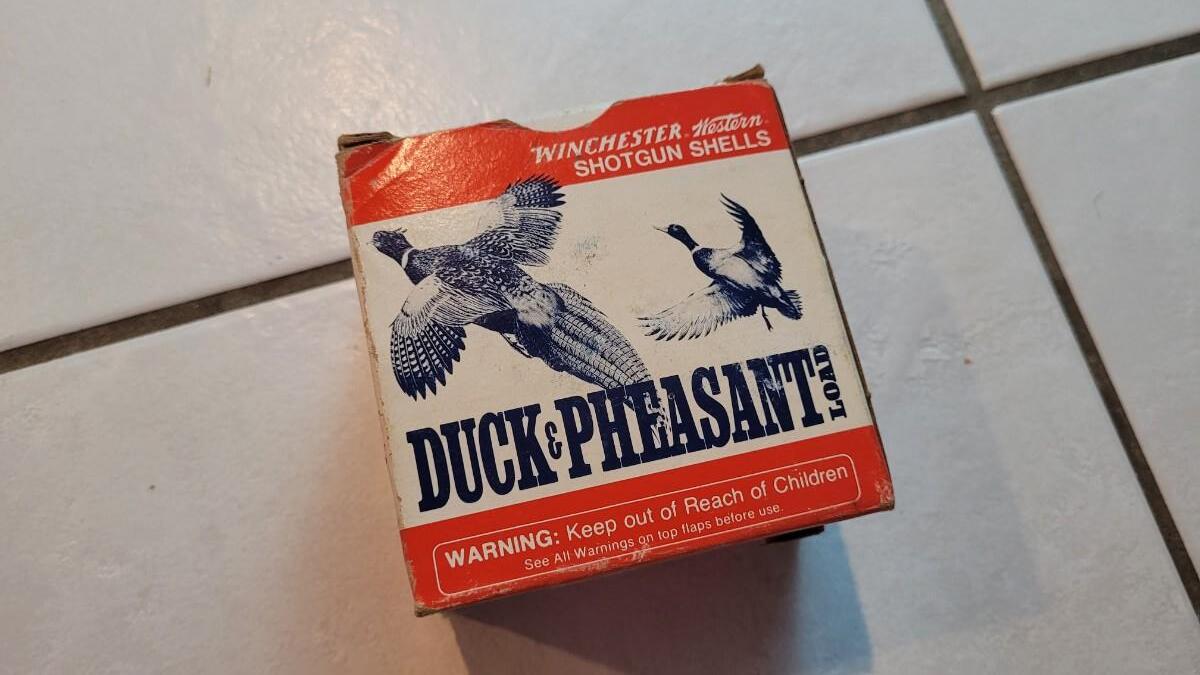 WINCHESTER Western
SHOTGUN SHELLS
DUCK & PHEASANT LOAD
WARNING: Keep out of Reach of Children
See All Warnings on top flaps before use.